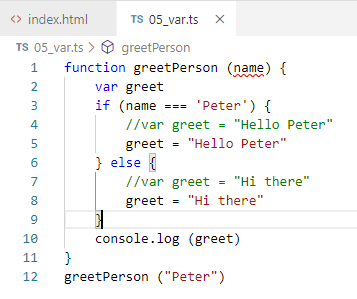 index.html TS 05_var.ts
TS 05_var.ts > greetPerson
1 function greetPerson (name) {
2 var greet
3 if (name === 'Peter') {
4 //var greet = "Hello Peter"
5 greet = "Hello Peter"
6 } else {
7 //var greet = "Hi there"
8 greet = "Hi there"
9 }
10 console.log (greet)
11 }
12 greetPerson ("Peter")